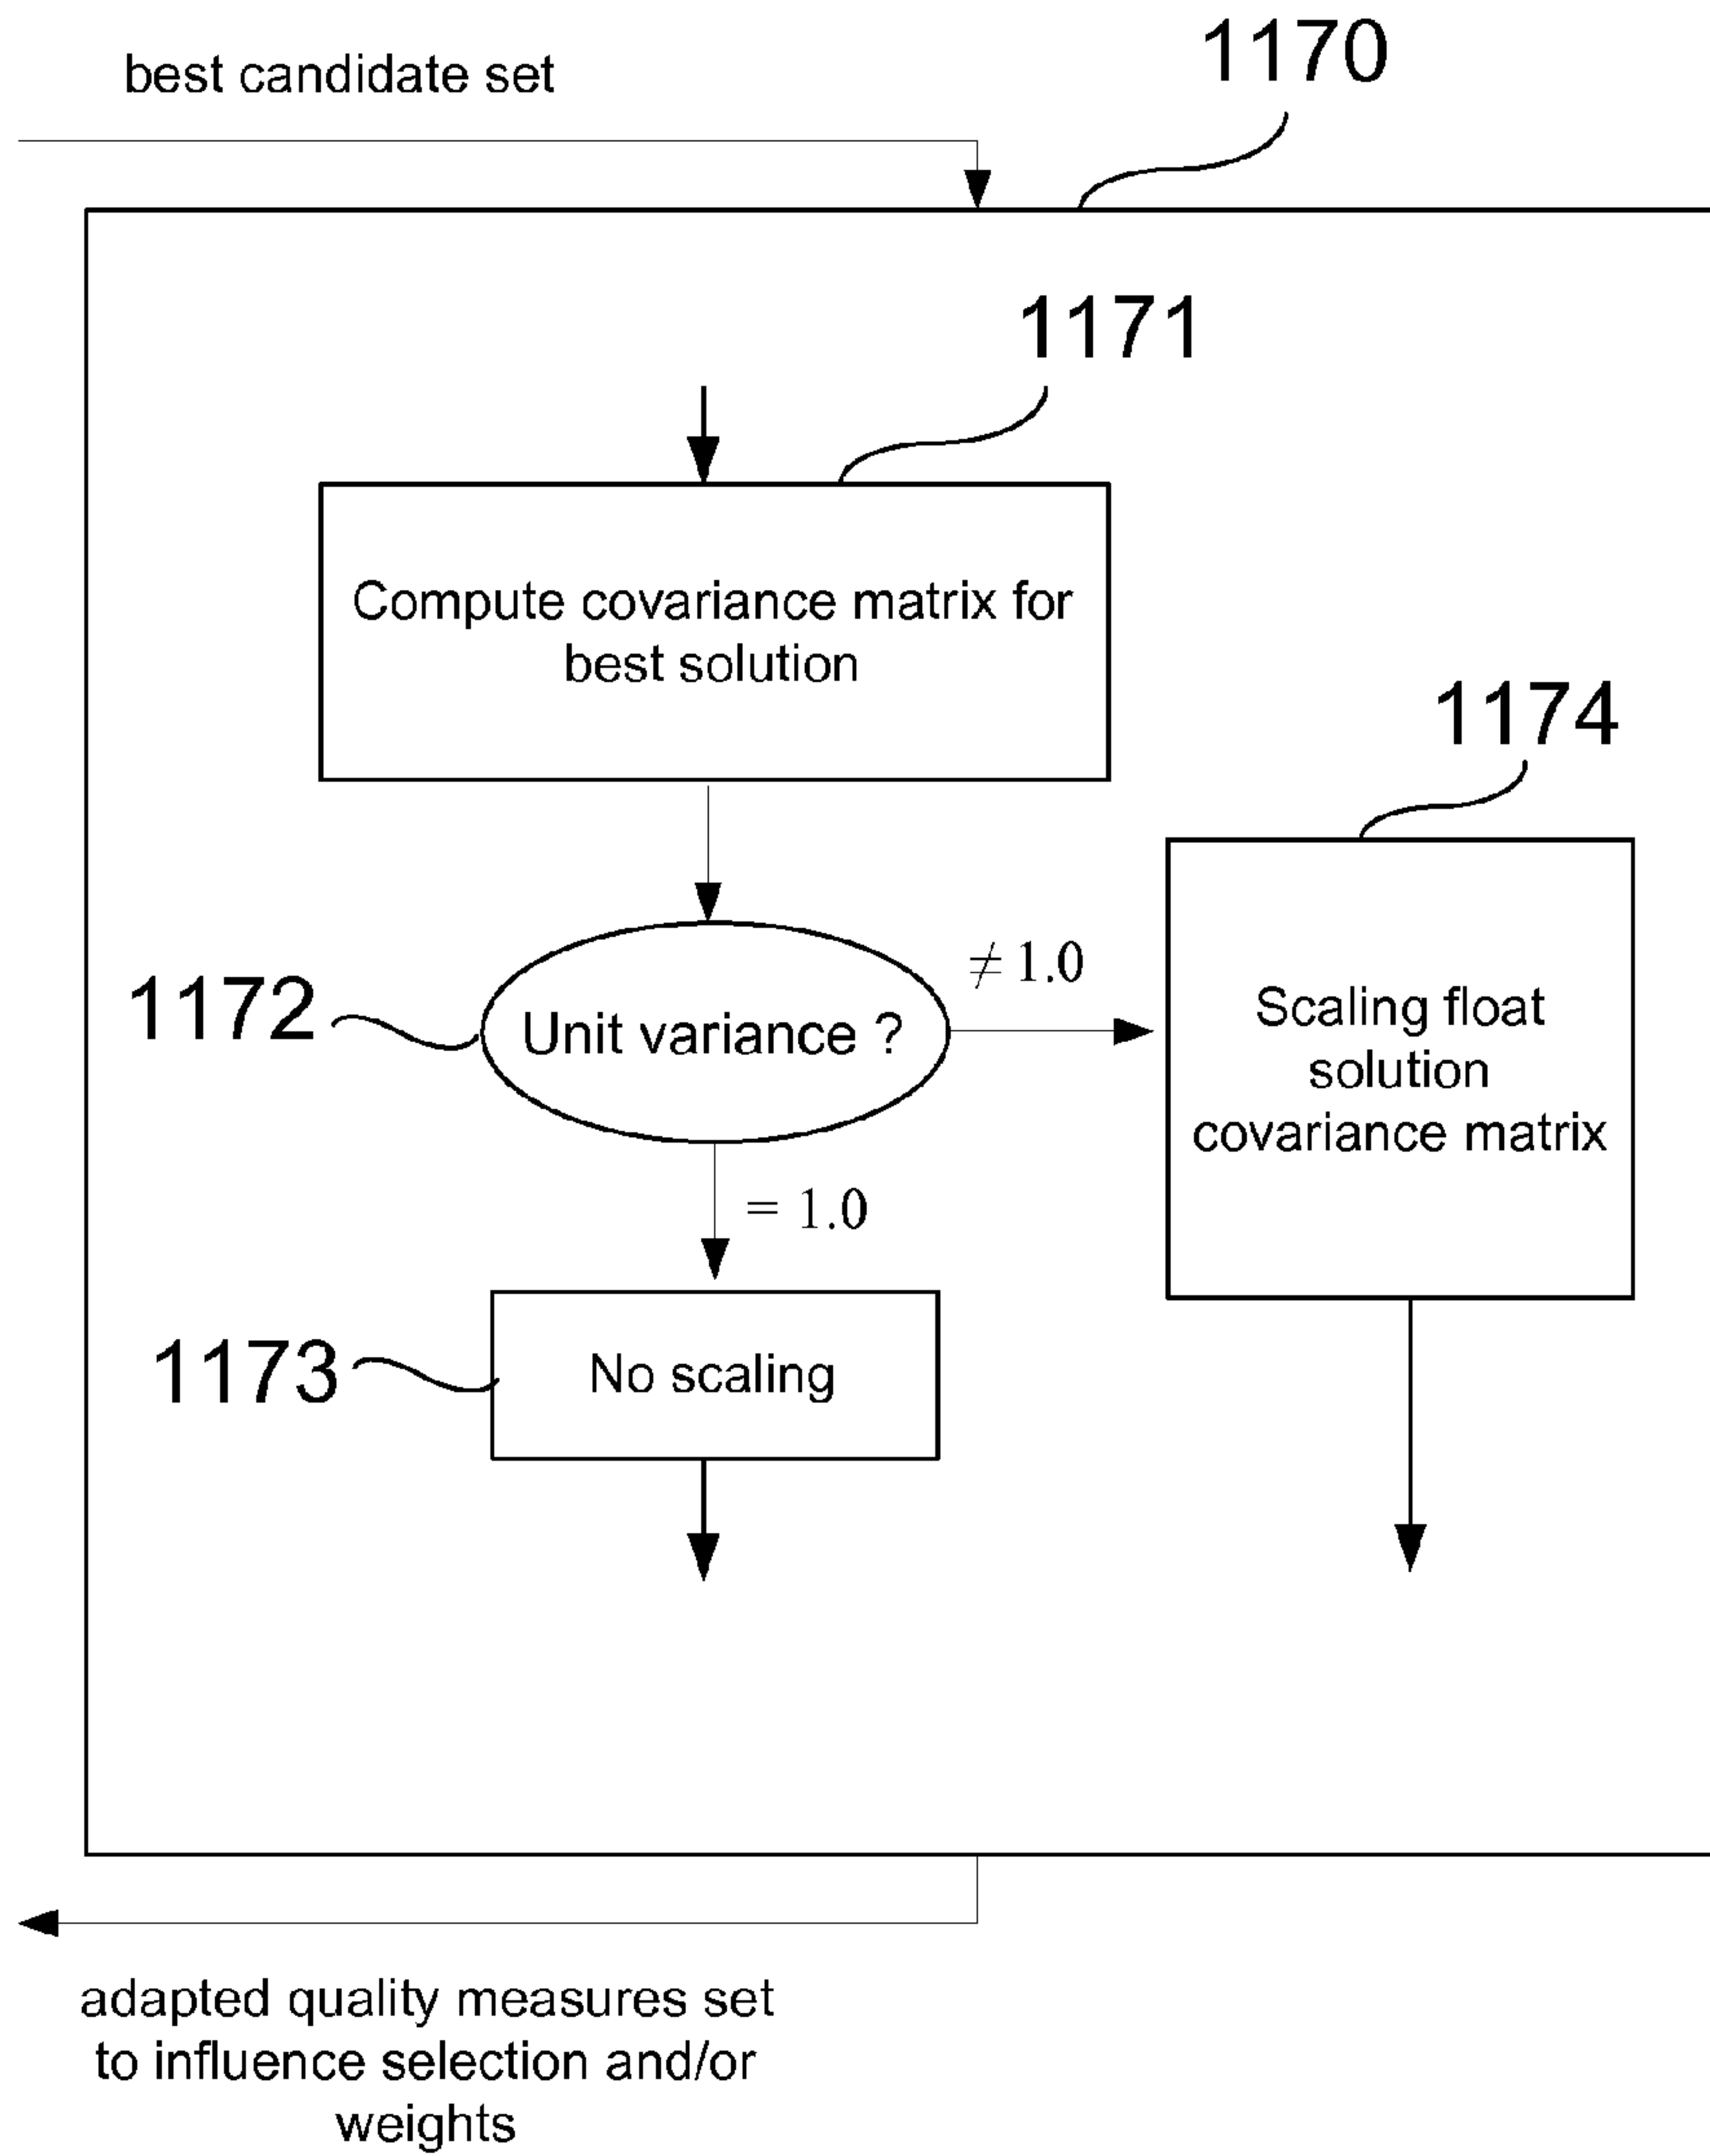 1170
best candidate set
1171
Compute covariance matrix for
best solution
1174
≠ 1.0
1172
Unit variance ?
Scaling float
solution
covariance matrix
= 1.0
1173
No scaling
adapted quality measures set
to influence selection and/or
weights